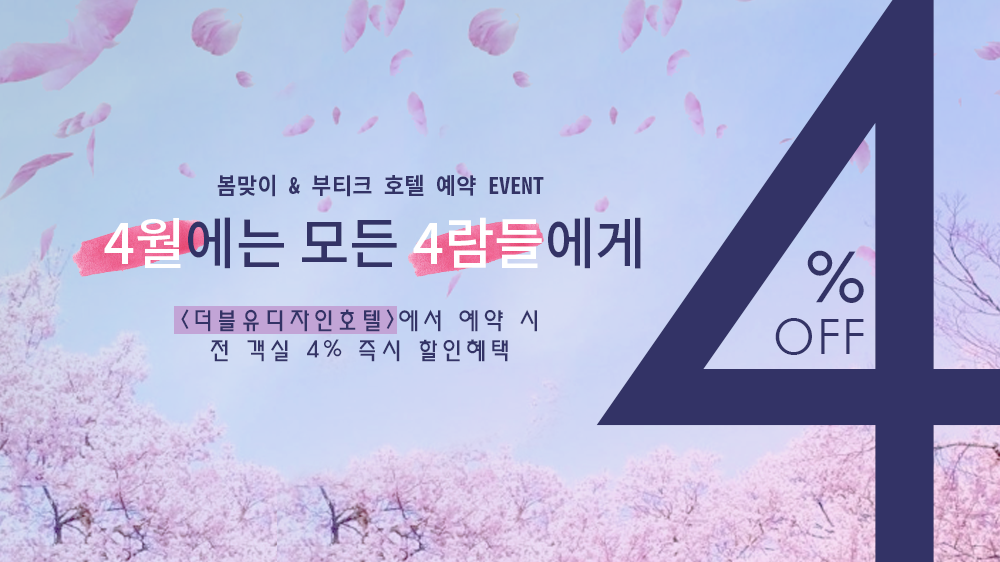 봄맞이 & 부티크 호텔 예약 EVENT
4월에는 모든 4람들에게
<더블유디자인호텔>에서 예약 시
전 객실 4% 즉시 할인혜택
4
%
OFF